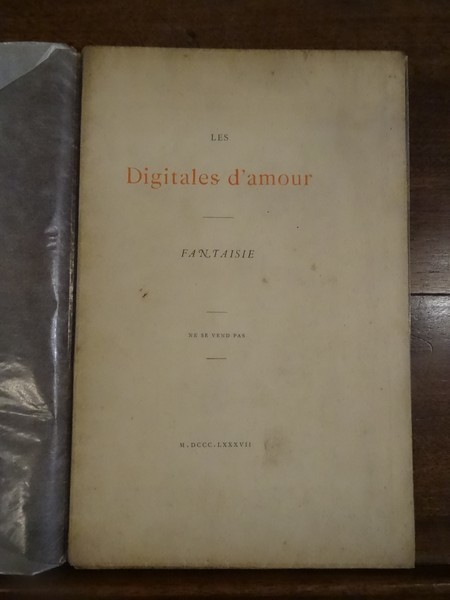 LES
Digitales d'amour
FANTAISIE
NE SE VEND PAS
M.DCCC.LXXXVII